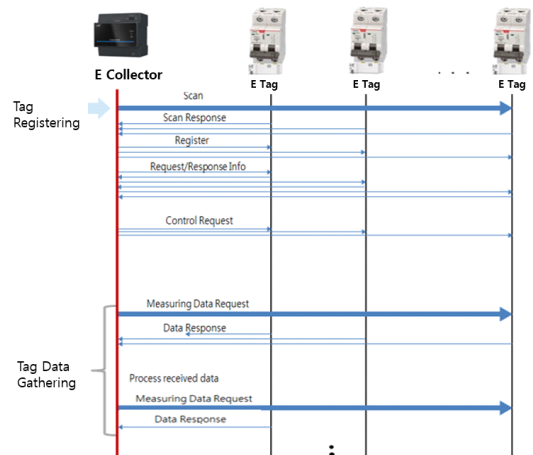 E Collector
E Tag
E Tag
. . . .
E Tag
Tag
Registering
Scan
Scan Response
Register
Request/Response Info
Control Request
Measuring Data Request
Data Response
Tag Data
Gathering
Process received data
Measuring Data Request
Data Response